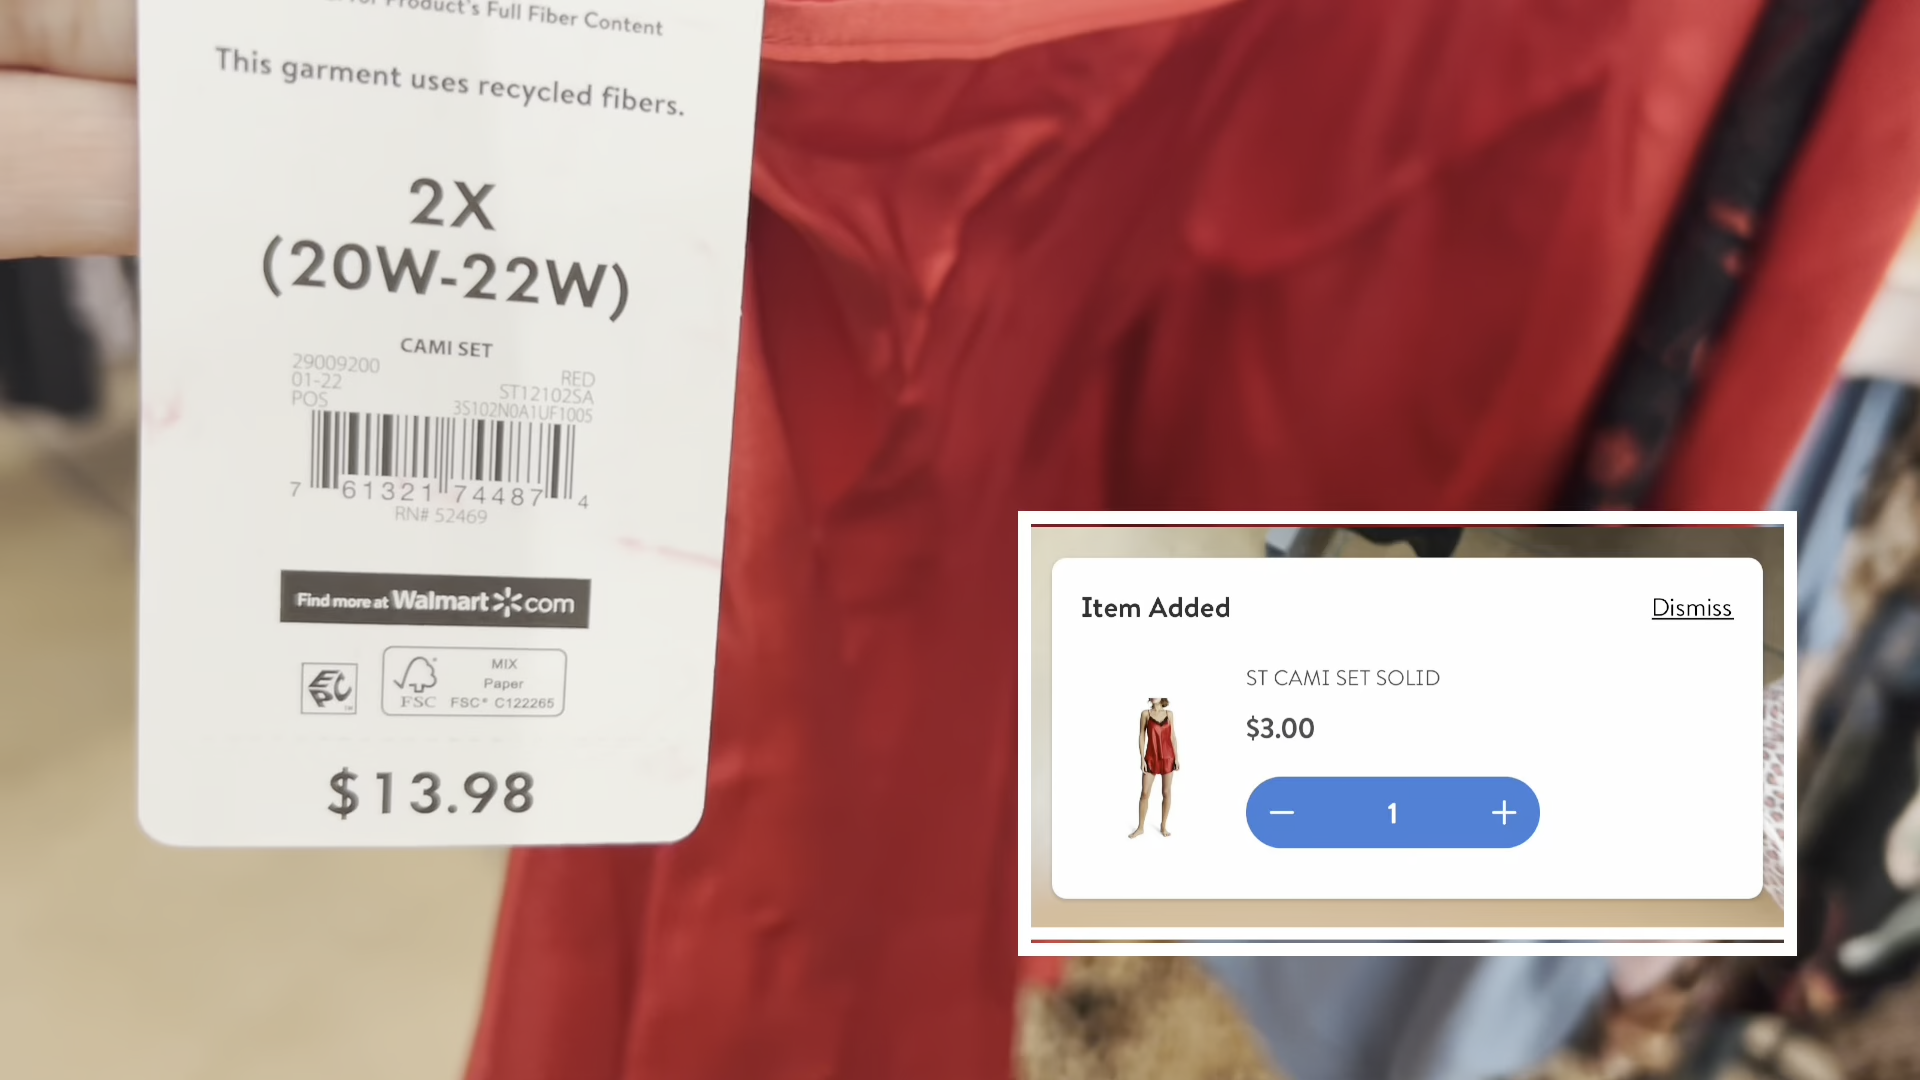 Product's Full Fiber Content
This garment uses recycled fibers.
2X
(20W-22W)
CAMI SET
29009200
01-22
POS
RED
ST12102SA
3S102N0A1UF100S
7 61321 74487 4
RN# 52469
Find more at Walmart.com
EPC
FSC
MIX
Paper
FSC® C122265
$13.98
Item Added
Dismiss
ST CAMI SET SOLID
$3.00
1